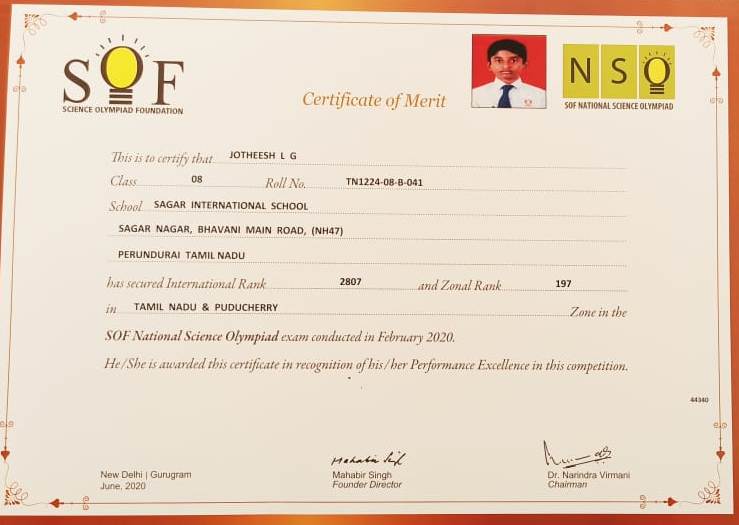 SOF
SCIENCE OLYMPIAD FOUNDATION
Certificate of Merit
NSO
SOF NATIONAL SCIENCE OLYMPIAD
This is to certify that JOTHEESH L G
Class 08 Roll No. TN1224-08-B-041
School SAGAR INTERNATIONAL SCHOOL
SAGAR NAGAR, BHAVANI MAIN ROAD, (NH47)
PERUNDURAI TAMIL NADU
has secured International Rank 2807 and Zonal Rank 197
in TAMIL NADU & PUDUCHERRY Zone in the
SOF National Science Olympiad exam conducted in February 2020.
He/She is awarded this certificate in recognition of his/her Performance Excellence in this competition.
44340
Mahabir Singh
New Delhi | Gurugram
June, 2020
Mahabir Singh
Founder Director
Dr. Narindra Virmani
Chairman